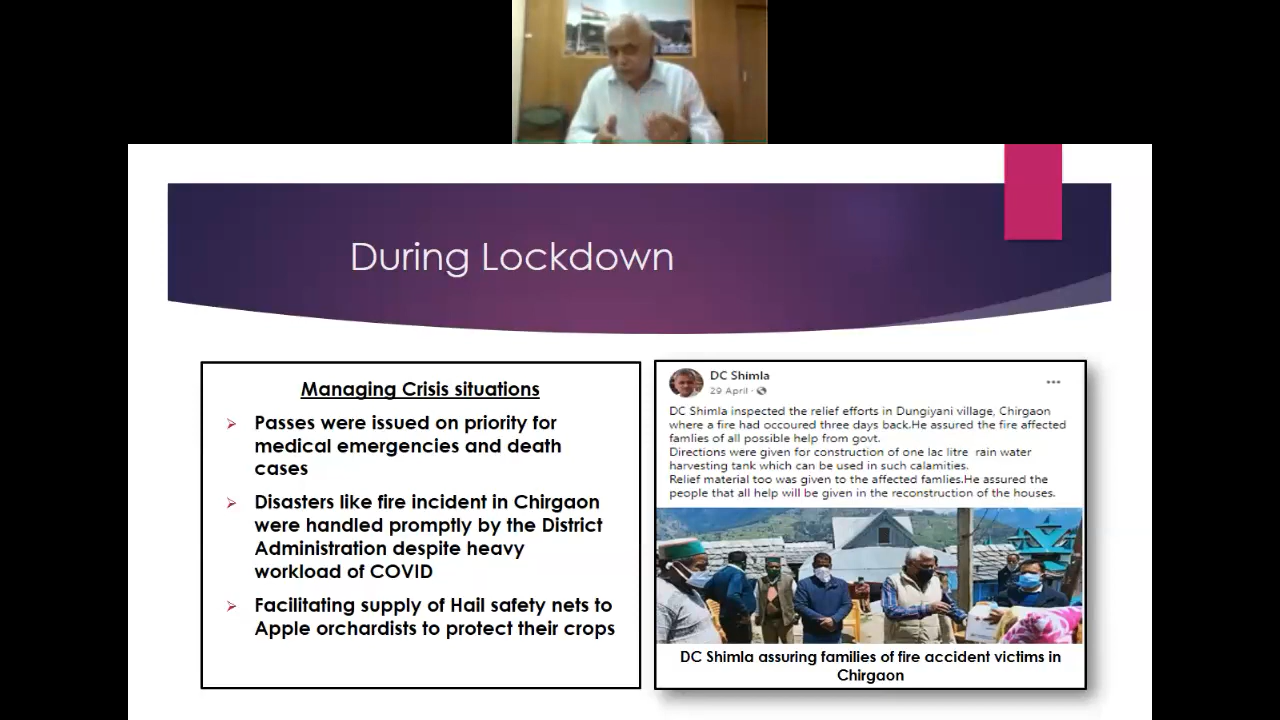 During Lockdown
Managing Crisis situations
Passes were issued on priority for
medical emergencies and death
cases
Disasters like fire incident in Chirgaon
were handled promptly by the District
Administration despite heavy
workload of COVID
Facilitating supply of Hail safety nets to
Apple orchardists to protect their crops
DC Shimla
29 April ·
DC Shimla inspected the relief efforts in Dungiyani village, Chirgaon
where a fire had occoured three days back.He assured the fire affected
famlies of all possible help from govt.
Directions were given for construction of one lac litre rain water
harvesting tank which can be used in such calamities.
Relief material too was given to the affected famlies.He assured the
people that all help will be given in the reconstruction of the houses.
DC Shimla assuring families of fire accident victims in
Chirgaon